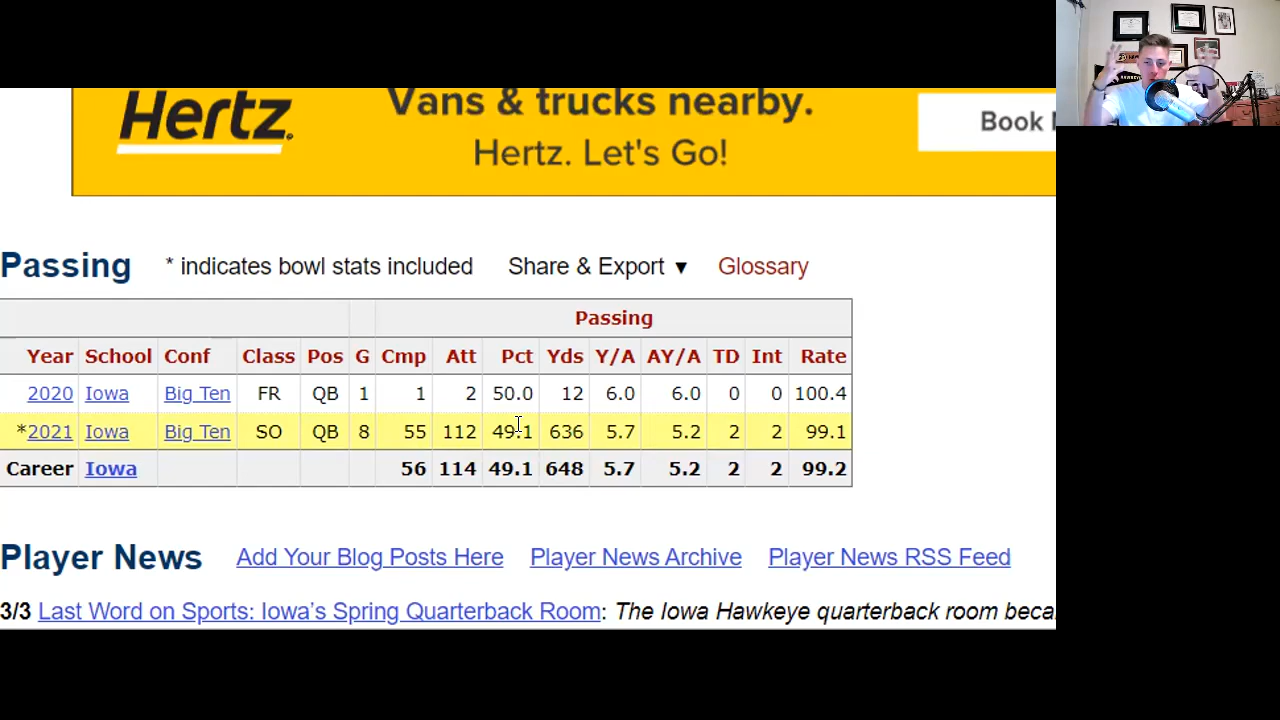 Hertz.
Vans & trucks nearby.
Hertz. Let's Go!
Book
Passing * indicates bowl stats included Share & Export ▼ Glossary
Passing
Year School Conf Class Pos G Cmp Att Pct Yds Y/A AY/A TD Int Rate
2020 Iowa Big Ten FR QB 1 1 2 50.0 12 6.0 6.0 0 0 100.4
*2021 Iowa Big Ten SO QB 8 55 112 49.1 636 5.7 5.2 2 2 99.1
Career Iowa 56 114 49.1 648 5.7 5.2 2 2 99.2
Player News Add Your Blog Posts Here Player News Archive Player News RSS Feed
3/3 Last Word on Sports: Iowa's Spring Quarterback Room: The Iowa Hawkeye quarterback room beca